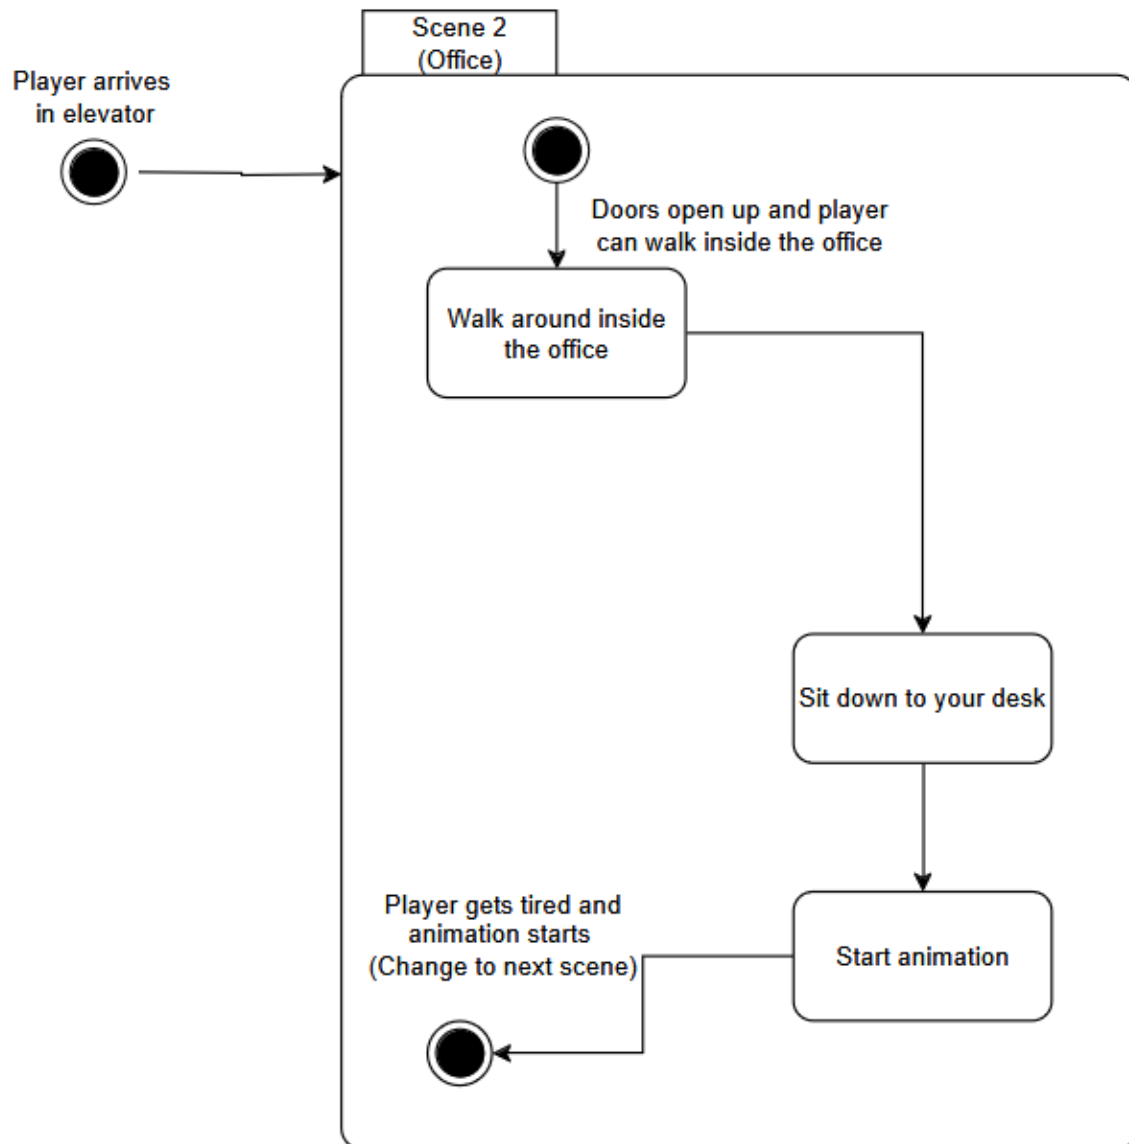 Scene 2
(Office)
Player arrives
in elevator
Doors open up and player
can walk inside the office
Walk around inside
the office
Sit down to your desk
Player gets tired and
animation starts
(Change to next scene)
Start animation